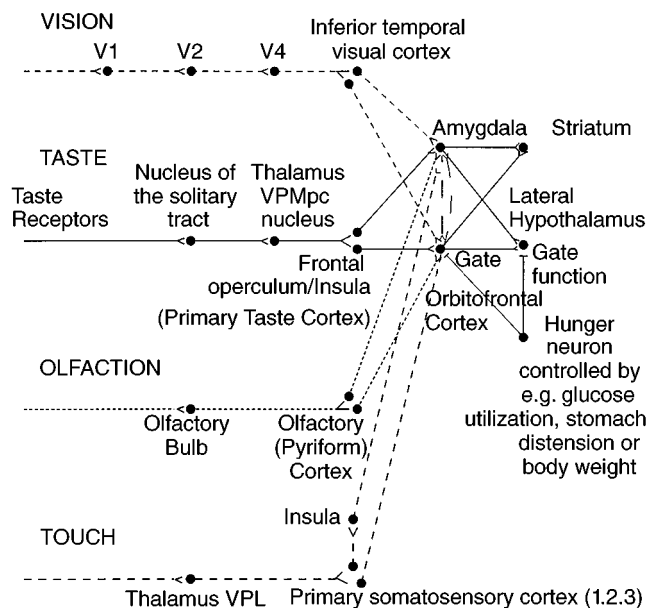 VISION
V1
V2
V4
Inferior temporal
visual cortex
Amygdala
Striatum
TASTE
Taste
Receptors
Nucleus of
the solitary
tract
Thalamus
VPMpc
nucleus
Frontal
operculum/Insula
(Primary Taste Cortex)
Gate
Orbitofrontal
Cortex
Lateral
Hypothalamus
Gate
function
Hunger
neuron
controlled by
e.g. glucose
utilization, stomach
distension or
body weight
OLFACTION
Olfactory
Bulb
Olfactory
(Pyriform)
Cortex
Insula
TOUCH
Thalamus VPL
Primary somatosensory cortex (1.2.3)